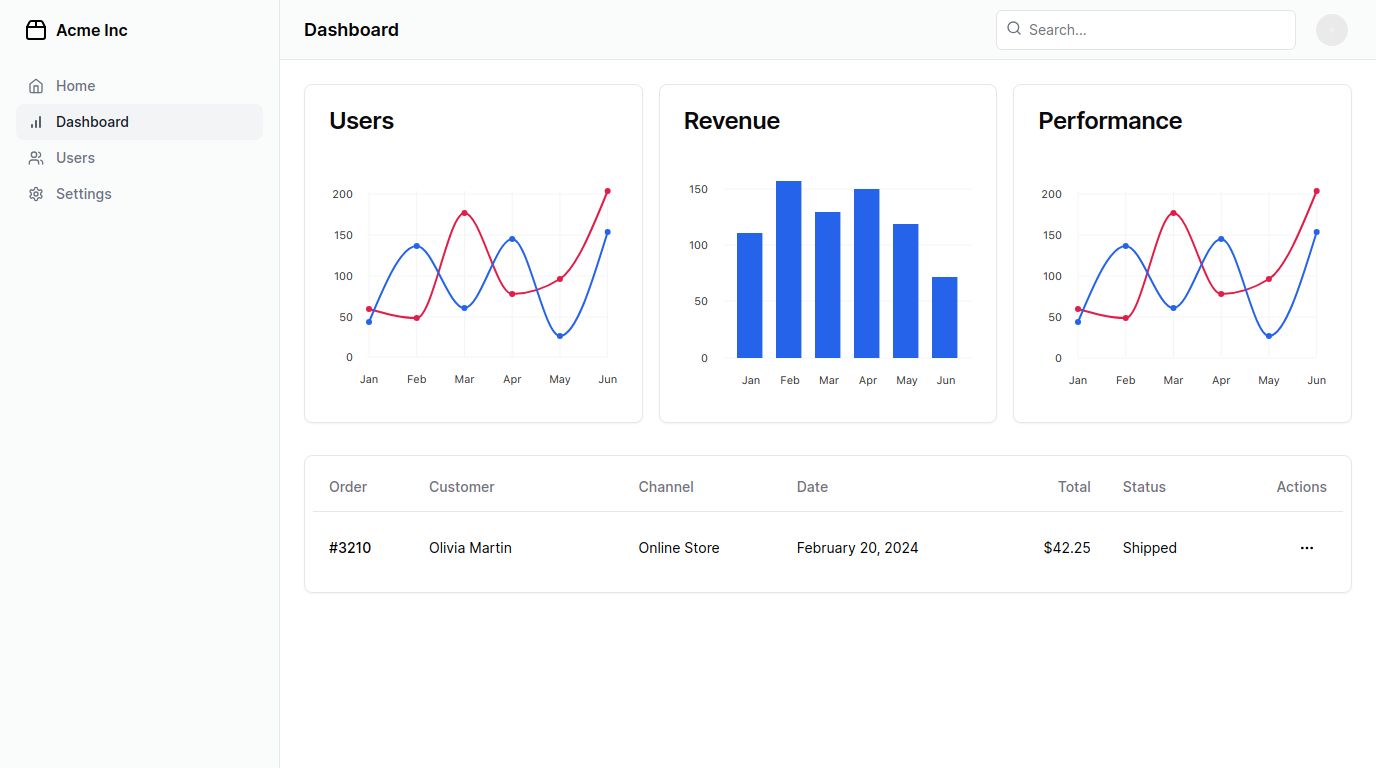 Acme Inc
Dashboard
Search...
Home
Dashboard
Users
Settings
Users
200
150
100
50
0
Jan Feb Mar Apr May Jun
Revenue
150
100
50
0
Jan Feb Mar Apr May Jun
Performance
200
150
100
50
0
Jan Feb Mar Apr May Jun
Order Customer Channel Date Total Status Actions
#3210 Olivia Martin Online Store February 20, 2024 $42.25 Shipped